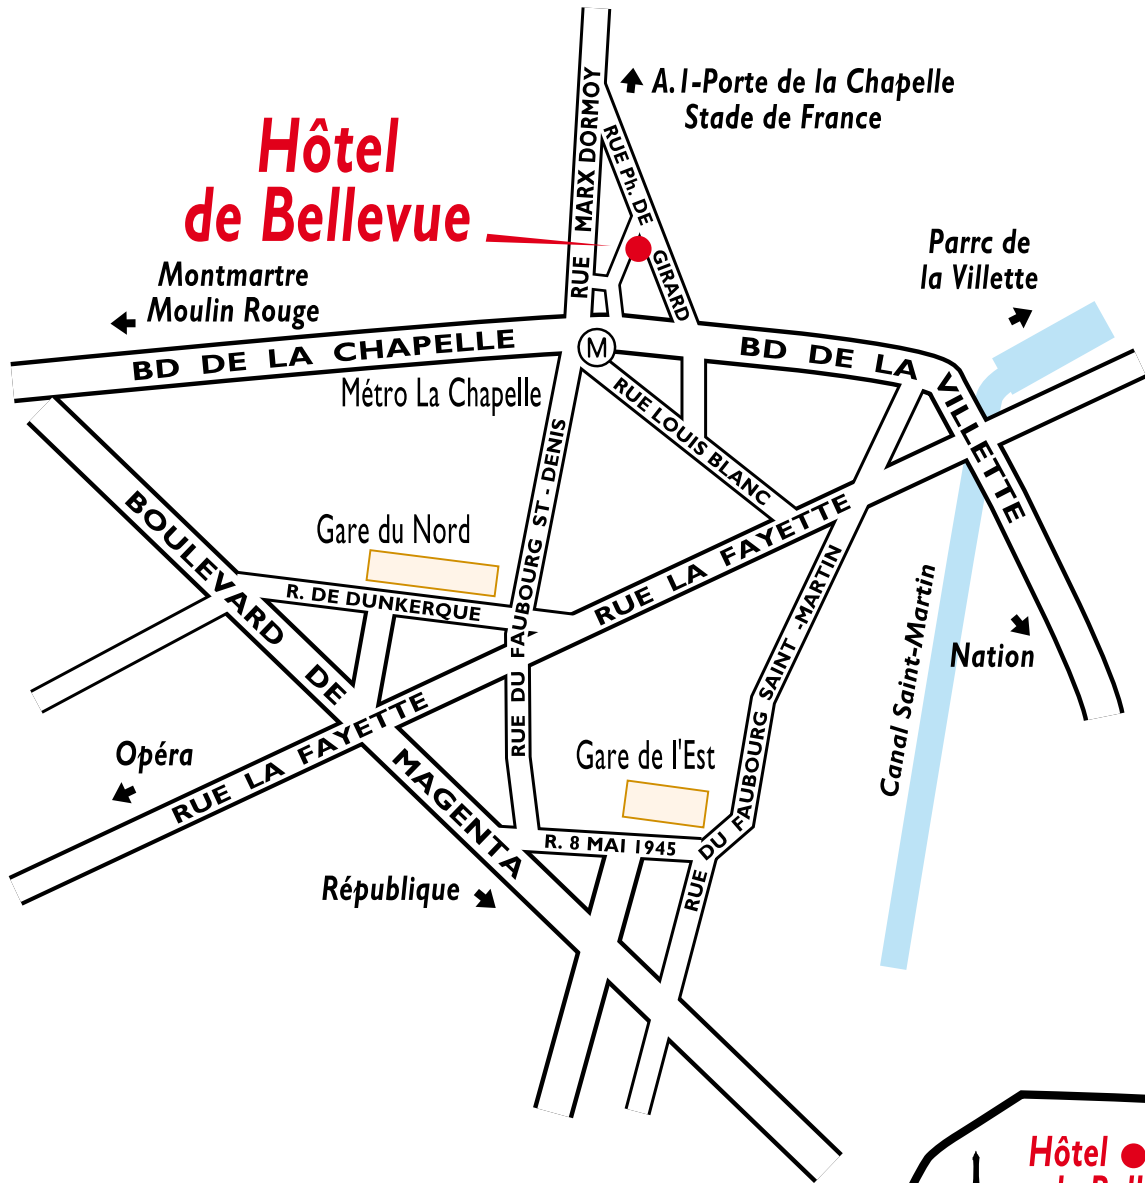 A.1-Porte de la Chapelle
Stade de France
Hôtel
de Bellevue
RUE MARX DORMOY
RUE Ph. DE GIRARD
Parrc de
la Villette
Montmartre
Moulin Rouge
BD DE LA CHAPELLE
M
BD DE LA VILLETTE
Métro La Chapelle
RUE LOUIS BLANC
BOULEVARD DE MAGENTA
Gare du Nord
R. DE DUNKERQUE
RUE DU FAUBOURG ST - DENIS
RUE LA FAYETTE
RUE DU FAUBOURG SAINT -MARTIN
Canal Saint-Martin
Nation
Opéra
RUE LA FAYETTE
Gare de l'Est
R. 8 MAI 1945
République
Hôtel